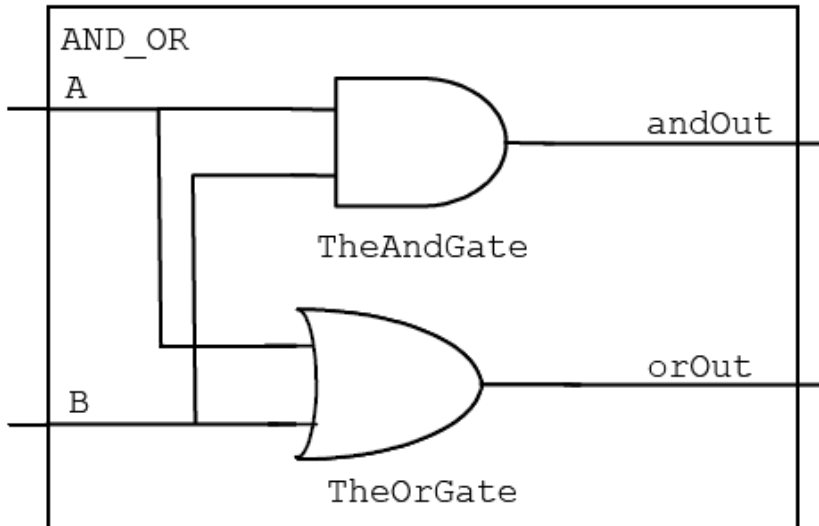 AND_OR
A
andOut
TheAndGate
orOut
B
TheOrGate